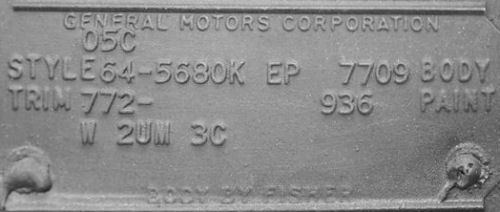 GENERAL MOTORS CORPORATION
05C
STYLE 64-5680K EP 7709 BODY
TRIM 772- 936 PAINT
W 2UM 3C
BODY BY FISHER